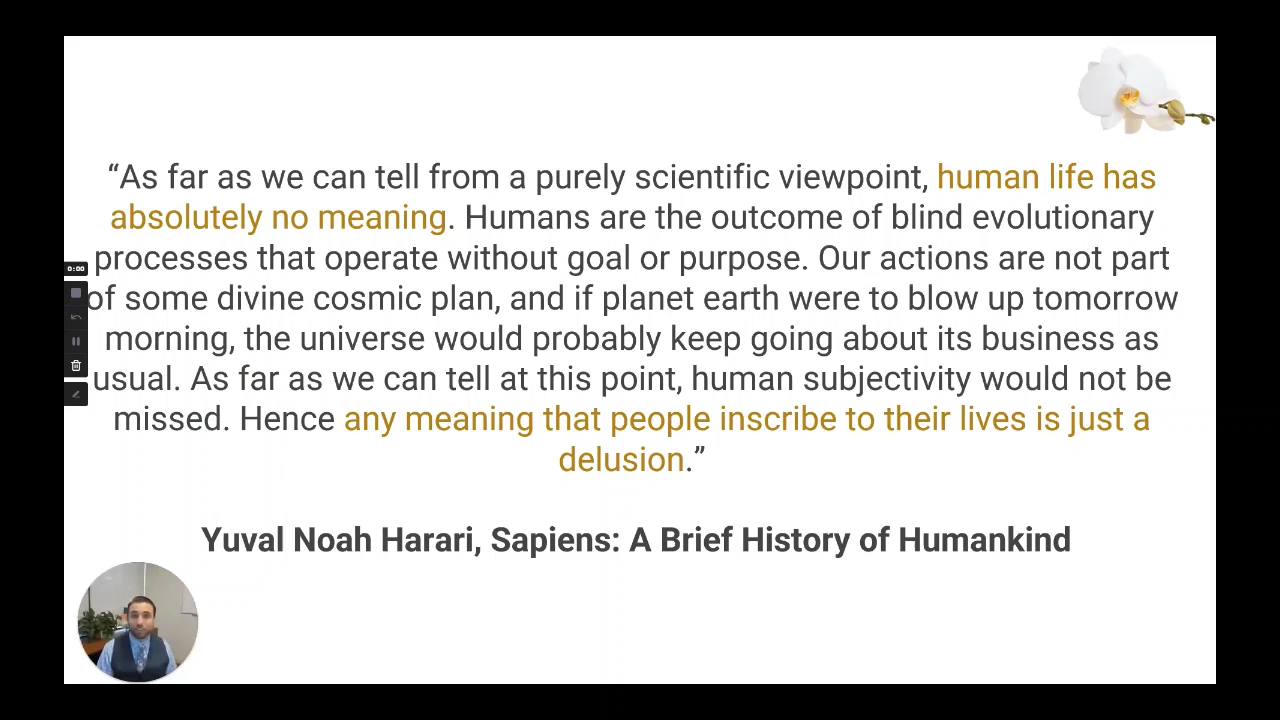 “As far as we can tell from a purely scientific viewpoint, human life has
absolutely no meaning. Humans are the outcome of blind evolutionary
processes that operate without goal or purpose. Our actions are not part
of some divine cosmic plan, and if planet earth were to blow up tomorrow
morning, the universe would probably keep going about its business as
usual. As far as we can tell at this point, human subjectivity would not be
missed. Hence any meaning that people inscribe to their lives is just a
delusion.”
Yuval Noah Harari, Sapiens: A Brief History of Humankind
0:00